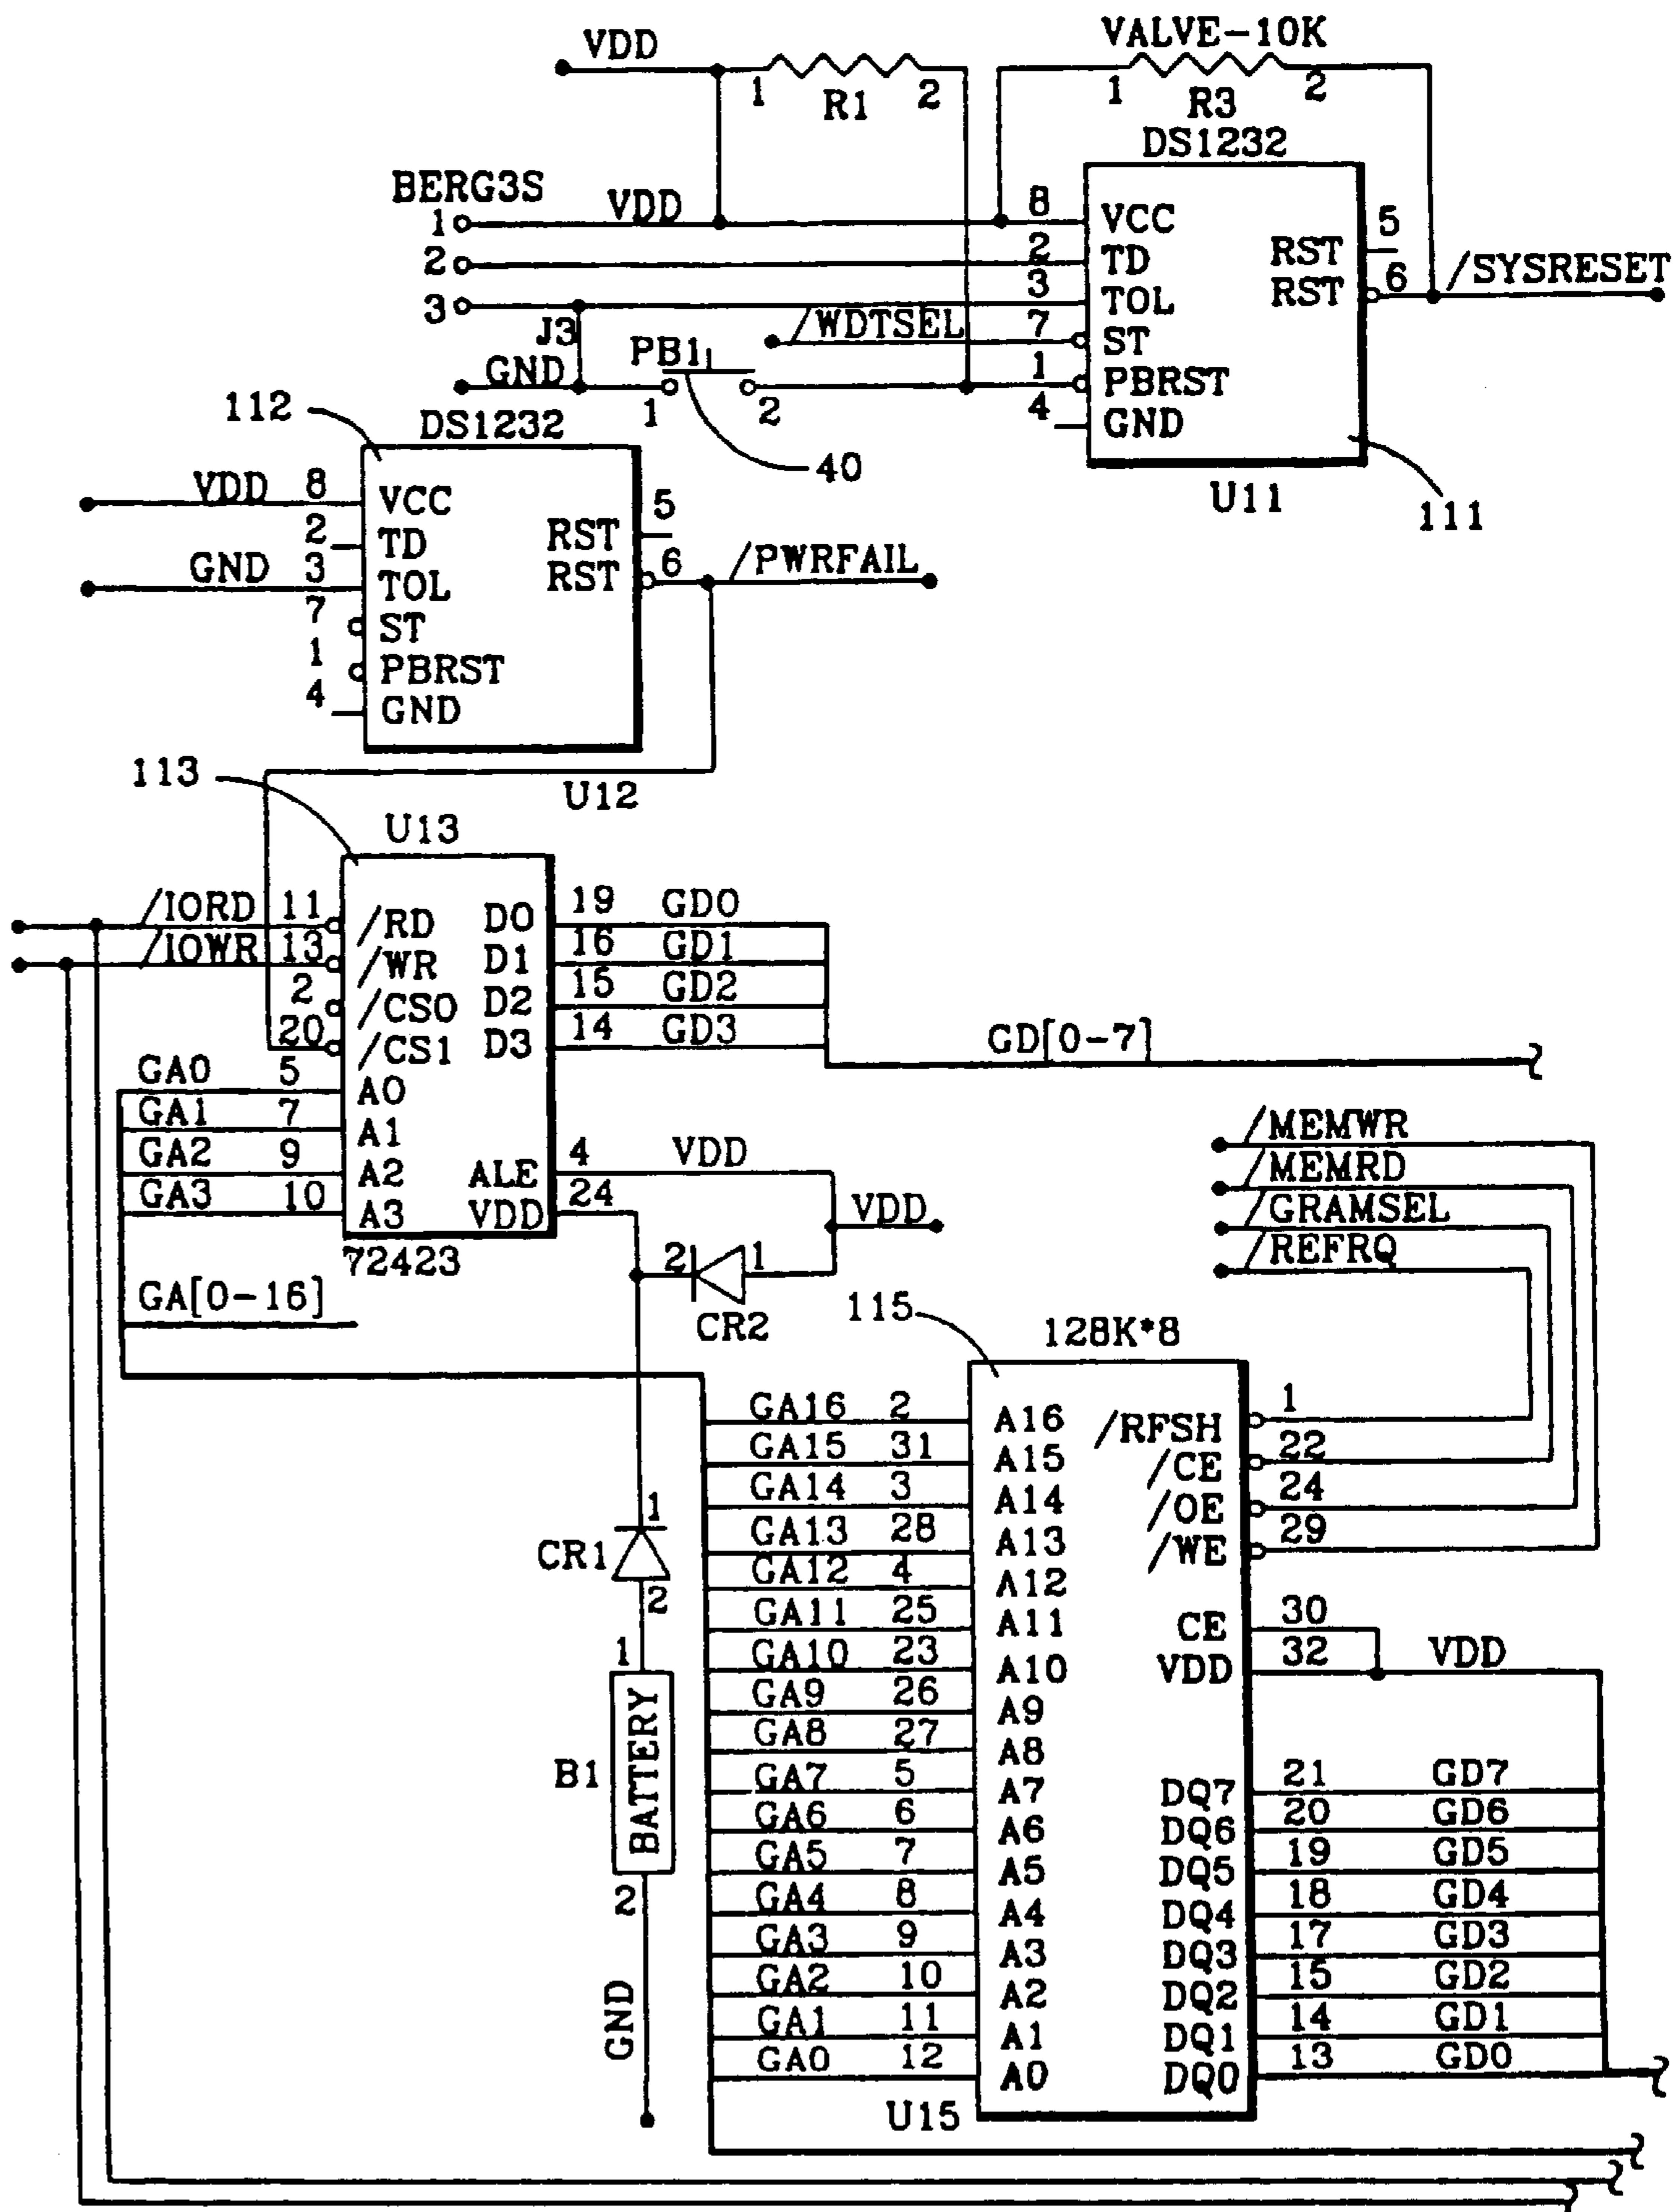 VDD
1 R1 2
VALVE-10K
1 R3 2
DS1232
BERG3S
1 VDD 8 VCC
2 2 TD
3 3 TOL
J3
/WDTSEL 7 ST
GND PB1 1 2 1 PBRST
4 GND
RST 5
RST 6 /SYSRESET
40
U11
111
112
DS1232
VDD 8 VCC
2 TD
GND 3 TOL
7 ST
1 PBRST
4 GND
RST 5
RST 6 /PWRFAIL
U12
113
U13
/IORD 11 /RD
/IOWR 13 /WR
2 /CS0
20 /CS1
GA0 5 A0
GA1 7 A1
GA2 9 A2
GA3 10 A3
D0 19 GD0
D1 16 GD1
D2 15 GD2
D3 14 GD3
GD[0-7]
ALE 4 VDD
VDD 24
VDD
72423
2 1
CR2
GA[0-16]
/MEMWR
/MEMRD
/GRAMSEL
/REFRQ
115
128K*8
GA16 2 A16
GA15 31 A15
GA14 3 A14
GA13 28 A13
GA12 4 A12
GA11 25 A11
GA10 23 A10
GA9 26 A9
GA8 27 A8
GA7 5 A7
GA6 6 A6
GA5 7 A5
GA4 8 A4
GA3 9 A3
GA2 10 A2
GA1 11 A1
GA0 12 A0
/RFSH 1
/CE 22
/OE 24
/WE 29
CE 30
VDD 32 VDD
DQ7 21 GD7
DQ6 20 GD6
DQ5 19 GD5
DQ4 18 GD4
DQ3 17 GD3
DQ2 15 GD2
DQ1 14 GD1
DQ0 13 GD0
U15
1
CR1
2
1
B1 BATTERY
2
GND